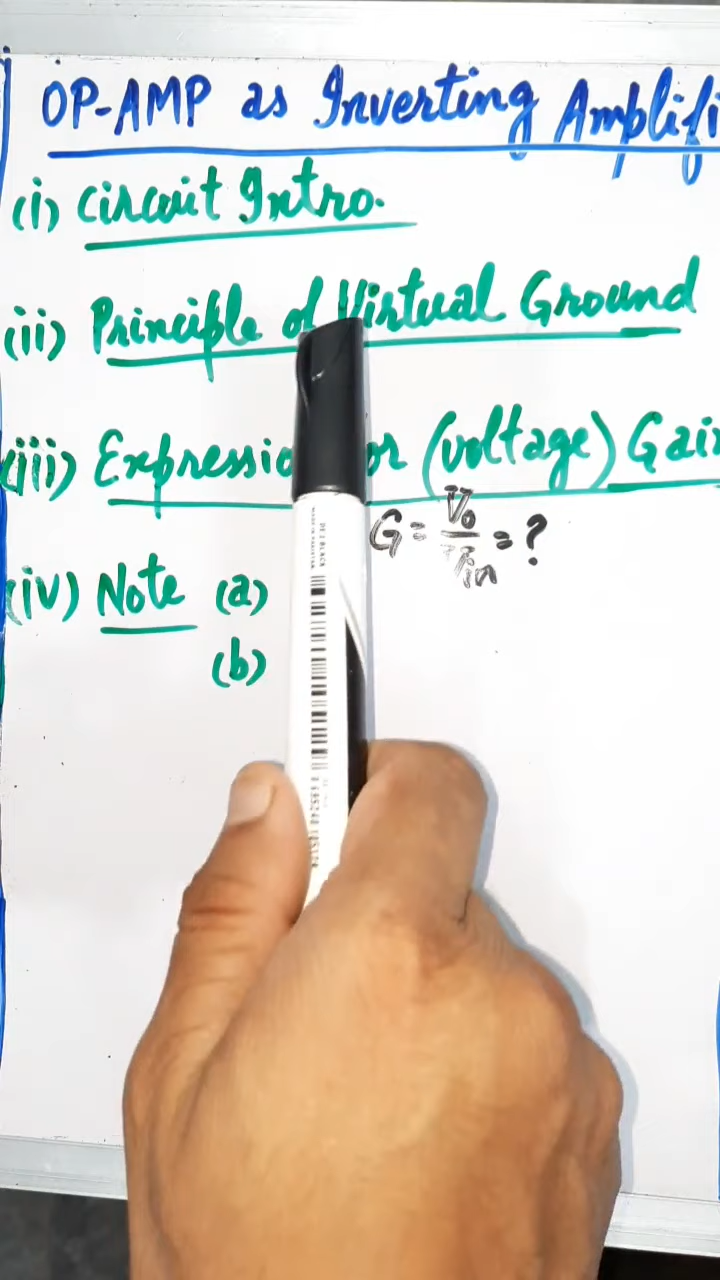 OP-AMP as Inverting Amplifi
(i) Circuit Intro.
(ii) Principle of Virtual Ground
(iii) Expressio or (voltage) Gain
G = Vo/Vin = ?
(iv) Note (a)
(b)